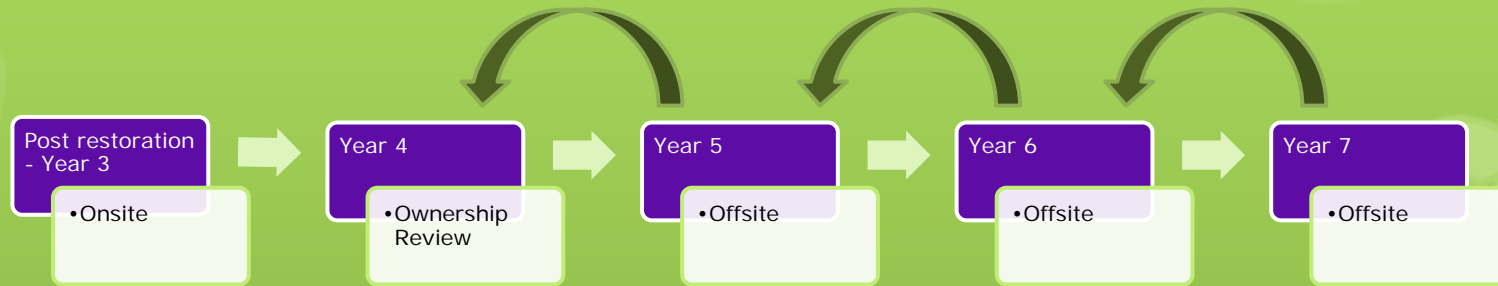 Post restoration
- Year 3
•Onsite
Year 4
•Ownership
Review
Year 5
•Offsite
Year 6
•Offsite
Year 7
•Offsite